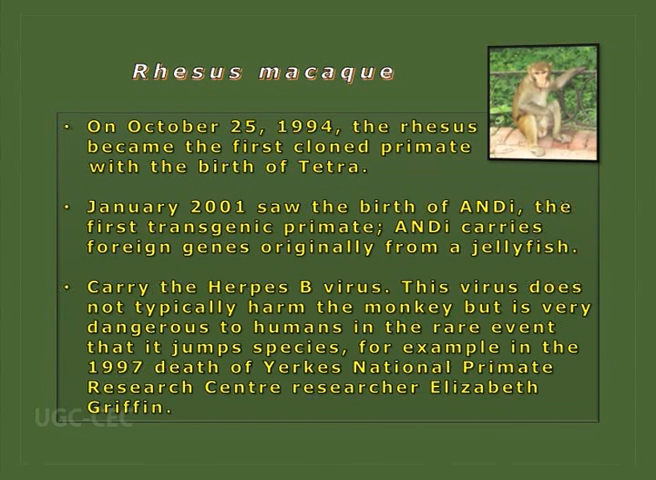 Rhesus macaque
• On October 25, 1994, the rhesus
became the first cloned primate
with the birth of Tetra.
• January 2001 saw the birth of ANDi, the
first transgenic primate; ANDi carries
foreign genes originally from a jellyfish.
• Carry the Herpes B virus. This virus does
not typically harm the monkey but is very
dangerous to humans in the rare event
that it jumps species, for example in the
1997 death of Yerkes National Primate
Research Centre researcher Elizabeth
Griffin.
UGC-CEC